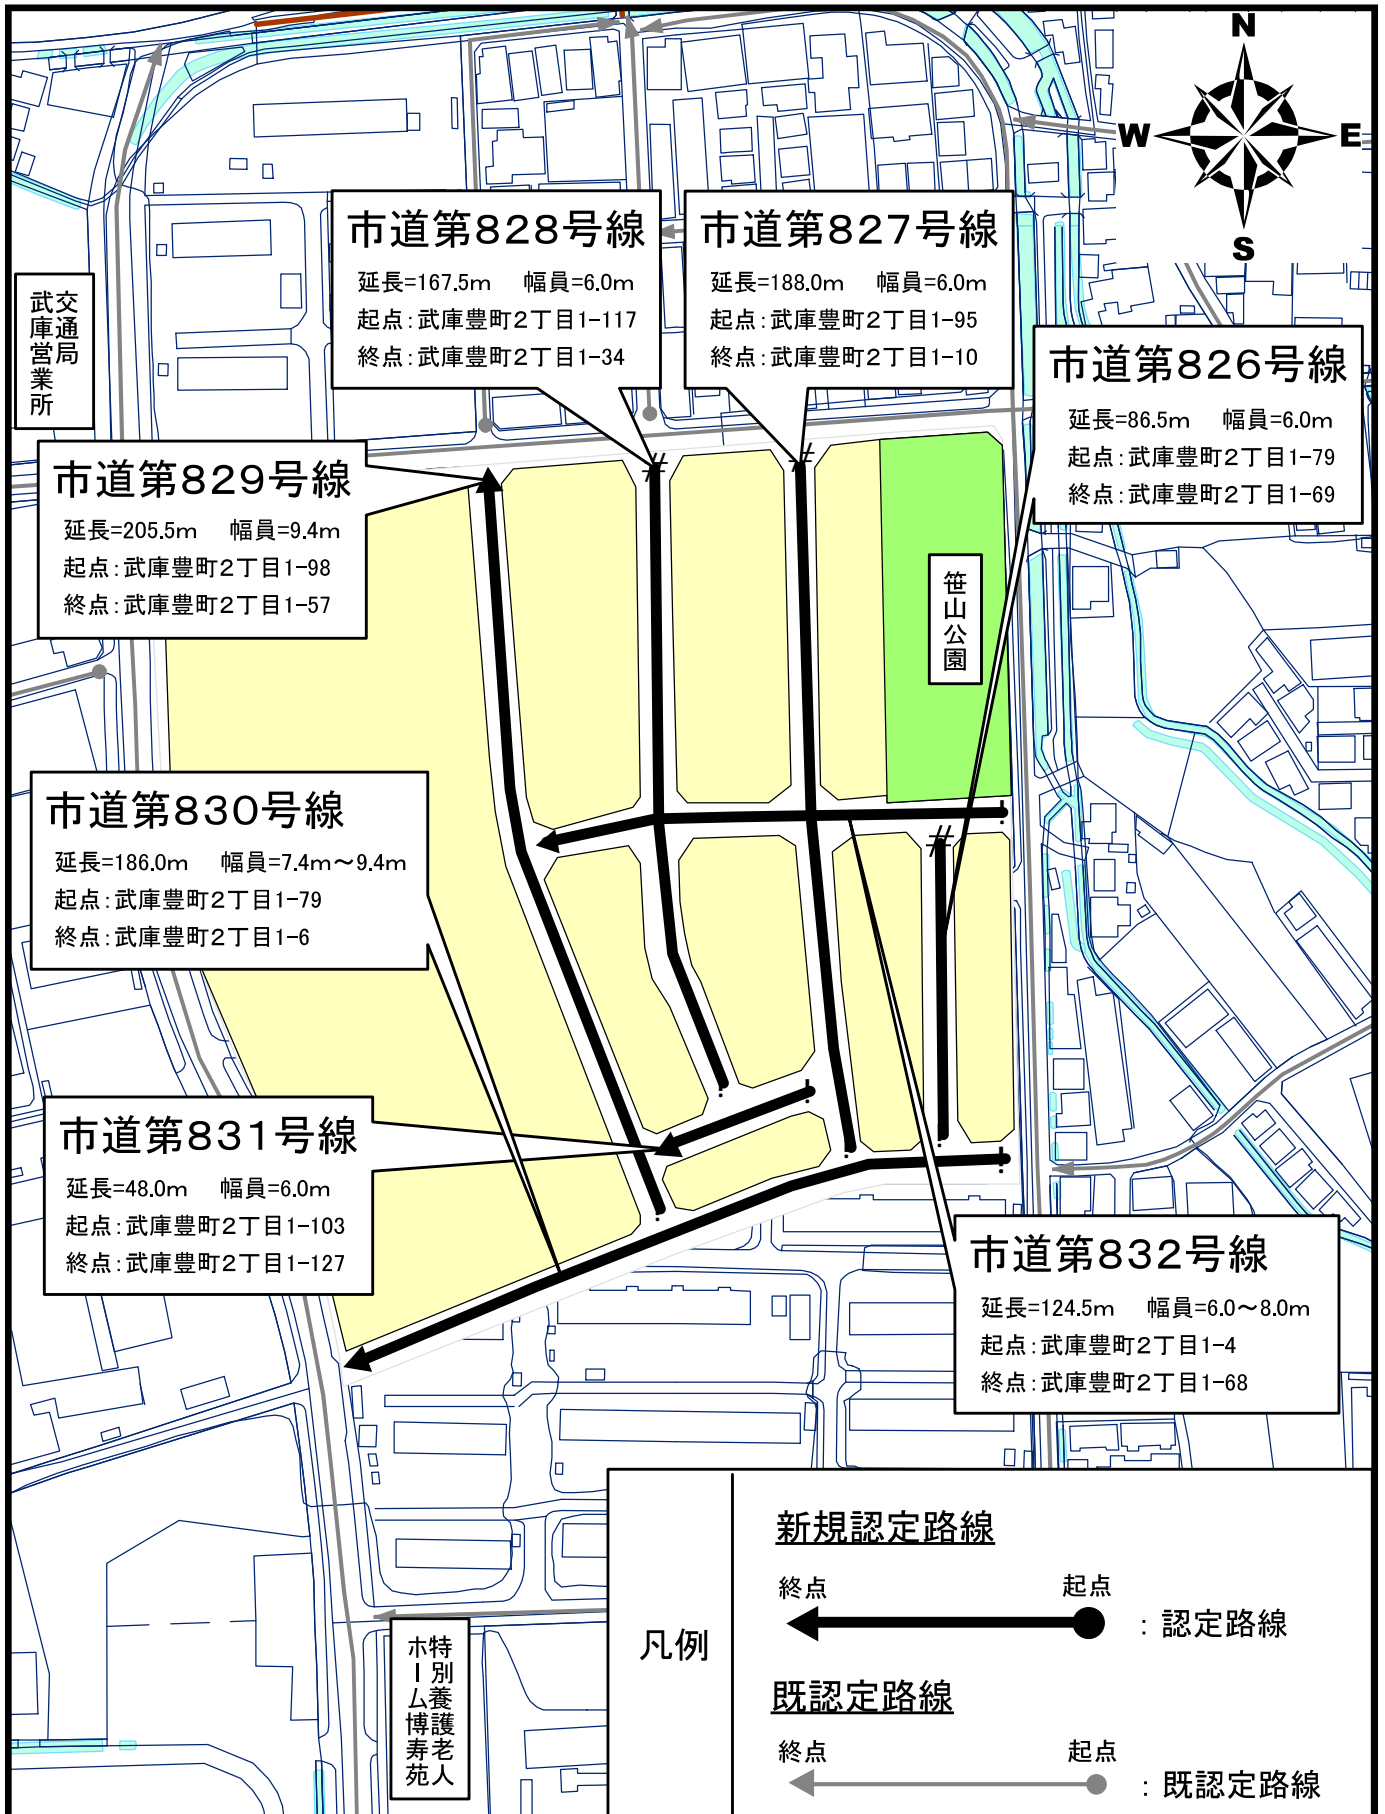 N
W
E
S
市道第828号線
延長=167.5m 幅員=6.0m
起点:武庫豊町2丁目1-117
終点:武庫豊町2丁目1-34
市道第827号線
延長=188.0m 幅員=6.0m
起点:武庫豊町2丁目1-95
終点:武庫豊町2丁目1-10
交通局
武庫営業所
市道第826号線
延長=86.5m 幅員=6.0m
起点:武庫豊町2丁目1-79
終点:武庫豊町2丁目1-69
市道第829号線
延長=205.5m 幅員=9.4m
起点:武庫豊町2丁目1-98
終点:武庫豊町2丁目1-57
笹山公園
市道第830号線
延長=186.0m 幅員=7.4m～9.4m
起点:武庫豊町2丁目1-79
終点:武庫豊町2丁目1-6
市道第831号線
延長=48.0m 幅員=6.0m
起点:武庫豊町2丁目1-103
終点:武庫豊町2丁目1-127
市道第832号線
延長=124.5m 幅員=6.0～8.0m
起点:武庫豊町2丁目1-4
終点:武庫豊町2丁目1-68
特別養護老人
ホーム博寿苑
凡例
新規認定路線
終点 起点
：認定路線
既認定路線
終点 起点
：既認定路線